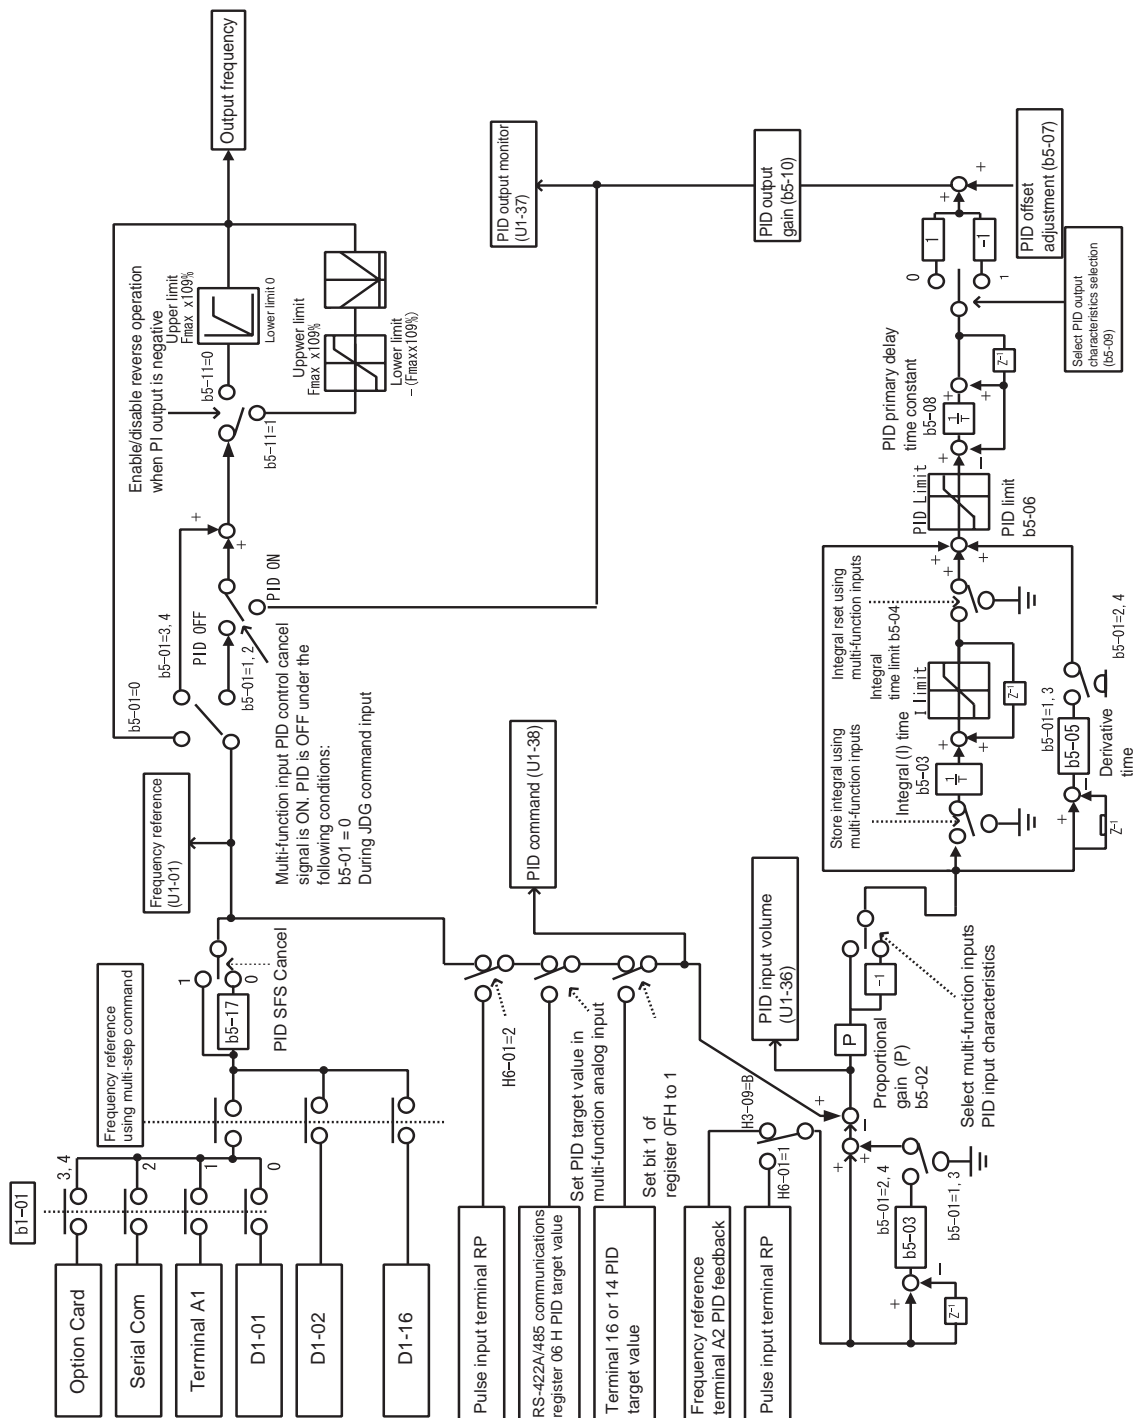 Option Card
Serial Com
Terminal A1
D1-01
D1-02
D1-16
b1-01
3, 4
2
1
0
Frequency reference
using multi-step command
b5-17
1
0
PID SFS Cancel
Frequency reference
(U1-01)
b5-01=0
b5-01=3, 4
PID OFF
b5-01=1, 2
PID ON
+
+
Multi-function input PID control cancel
signal is ON. PID is OFF under the
following conditions:
b5-01 = 0
During JDG command input
Enable/disable reverse operation
when PI output is negative
b5-11=0
b5-11=1
Upper limit
Fmax x109%
Lower limit 0
Uppwer limit
Fmax x109%
Lower limit
– (Fmaxx109%)
Output frequency
Pulse input terminal RP
H6-01=2
RS-422A/485 communications
register 06 H PID target value
Set PID target value in
multi-function analog input
Terminal 16 or 14 PID
target value
Set bit 1 of
register 0FH to 1
PID command (U1-38)
PID output monitor
(U1-37)
Frequency reference
terminal A2 PID feedback
H3-09=B
Pulse input terminal RP
H6-01=1
PID input volume
(U1-36)
PID output
gain (b5-10)
+
–
+
+
Z-1
+
–
b5-03
b5-01=2, 4
b5-01=1, 3
P
Proportional
gain (P)
b5-02
-1
Select multi-function inputs
PID input characteristics
Store integral using
multi-function inputs
1/T
Integral (I) time
b5-03
+
+
I limit
Z-1
Integral
time limit b5-04
Integral rset using
multi-function inputs
+
–
Z-1
b5-05
Derivative
time
b5-01=1, 3
b5-01=2, 4
+
+
+
PID Limit
PID limit
b5-06
+
–
1/T
PID primary delay
time constant
b5-08
+
+
Z-1
0
1
1
-1
Select PID output
characteristics selection
(b5-09)
+
+
PID offset
adjustment (b5-07)